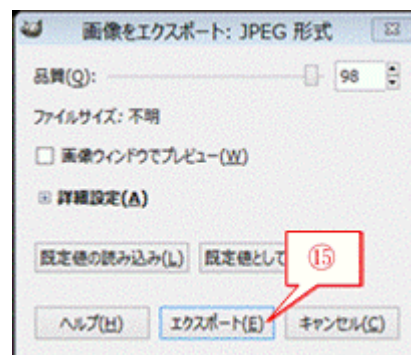 画像をエクスポート: JPEG 形式
品質(Q): 98
ファイルサイズ: 不明
画像ウィンドウでプレビュー(W)
詳細設定(A)
既定値の読み込み(L) 既定値として
⑮
ヘルプ(H) エクスポート(E) キャンセル(C)